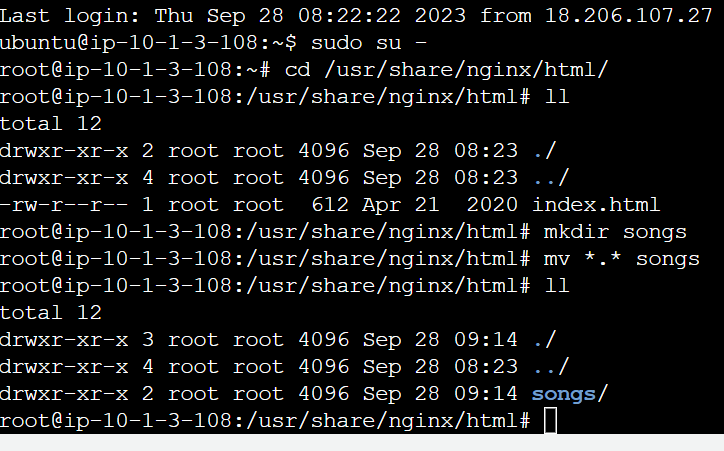 Last login: Thu Sep 28 08:22:22 2023 from 18.206.107.27
ubuntu@ip-10-1-3-108:~$ sudo su -
root@ip-10-1-3-108:~# cd /usr/share/nginx/html/
root@ip-10-1-3-108:/usr/share/nginx/html# ll
total 12
drwxr-xr-x 2 root root 4096 Sep 28 08:23 ./
drwxr-xr-x 4 root root 4096 Sep 28 08:23 ../
-rw-r--r-- 1 root root  612 Apr 21  2020 index.html
root@ip-10-1-3-108:/usr/share/nginx/html# mkdir songs
root@ip-10-1-3-108:/usr/share/nginx/html# mv *.* songs
root@ip-10-1-3-108:/usr/share/nginx/html# ll
total 12
drwxr-xr-x 3 root root 4096 Sep 28 09:14 ./
drwxr-xr-x 4 root root 4096 Sep 28 08:23 ../
drwxr-xr-x 2 root root 4096 Sep 28 09:14 songs/
root@ip-10-1-3-108:/usr/share/nginx/html#